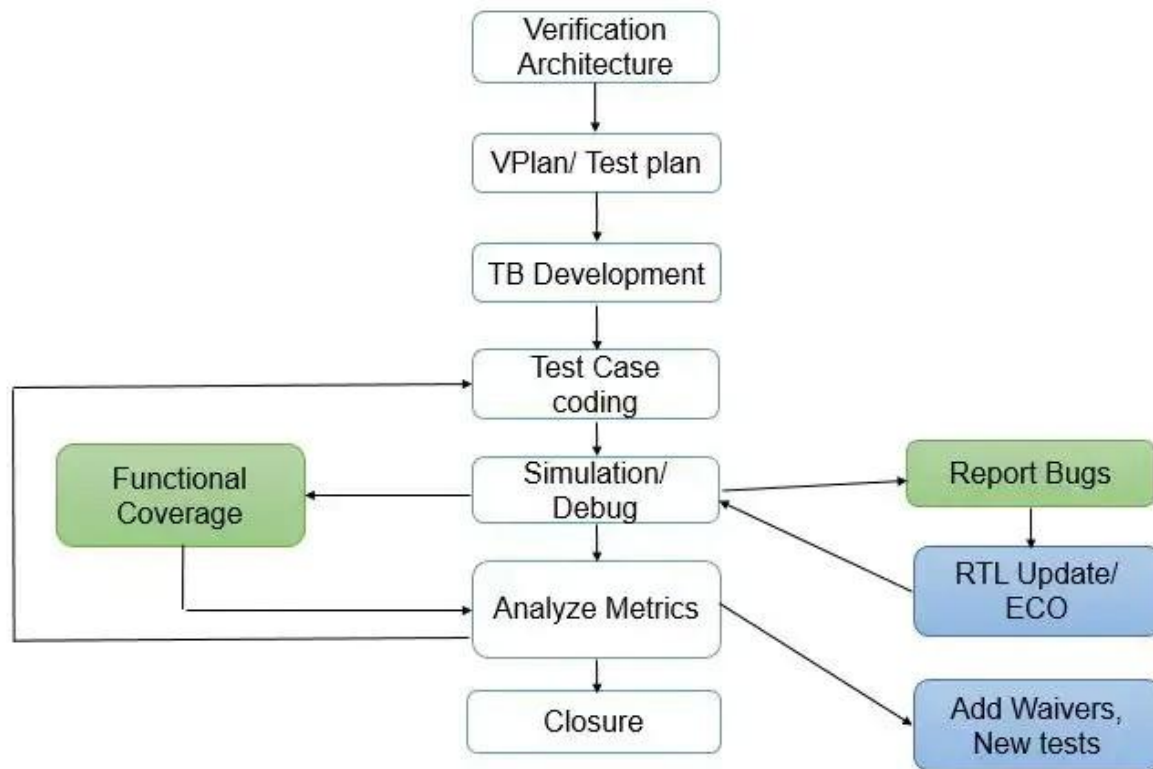 Verification
Architecture
VPlan/ Test plan
TB Development
Test Case
coding
Functional
Coverage
Simulation/
Debug
Report Bugs
RTL Update/
ECO
Analyze Metrics
Closure
Add Waivers,
New tests